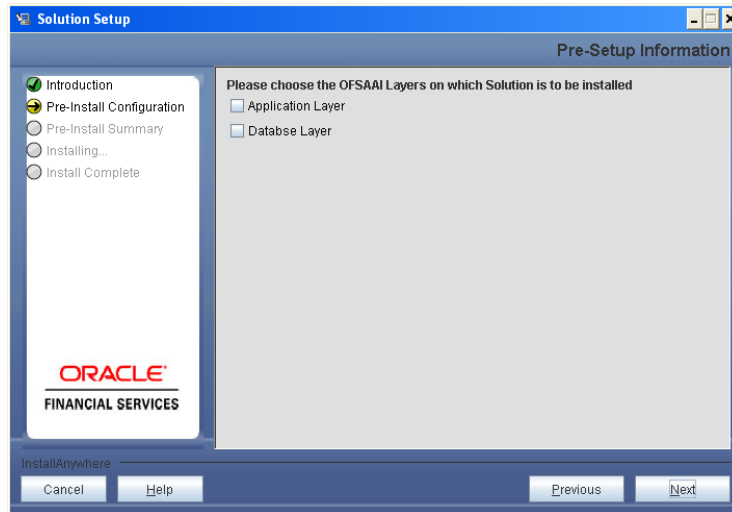 Solution Setup
Pre-Setup Information
Introduction
Pre-Install Configuration
Pre-Install Summary
Installing...
Install Complete
ORACLE
FINANCIAL SERVICES
Please choose the OFSAAI Layers on which Solution is to be installed
Application Layer
Databse Layer
InstallAnywhere
Cancel
Help
Previous
Next